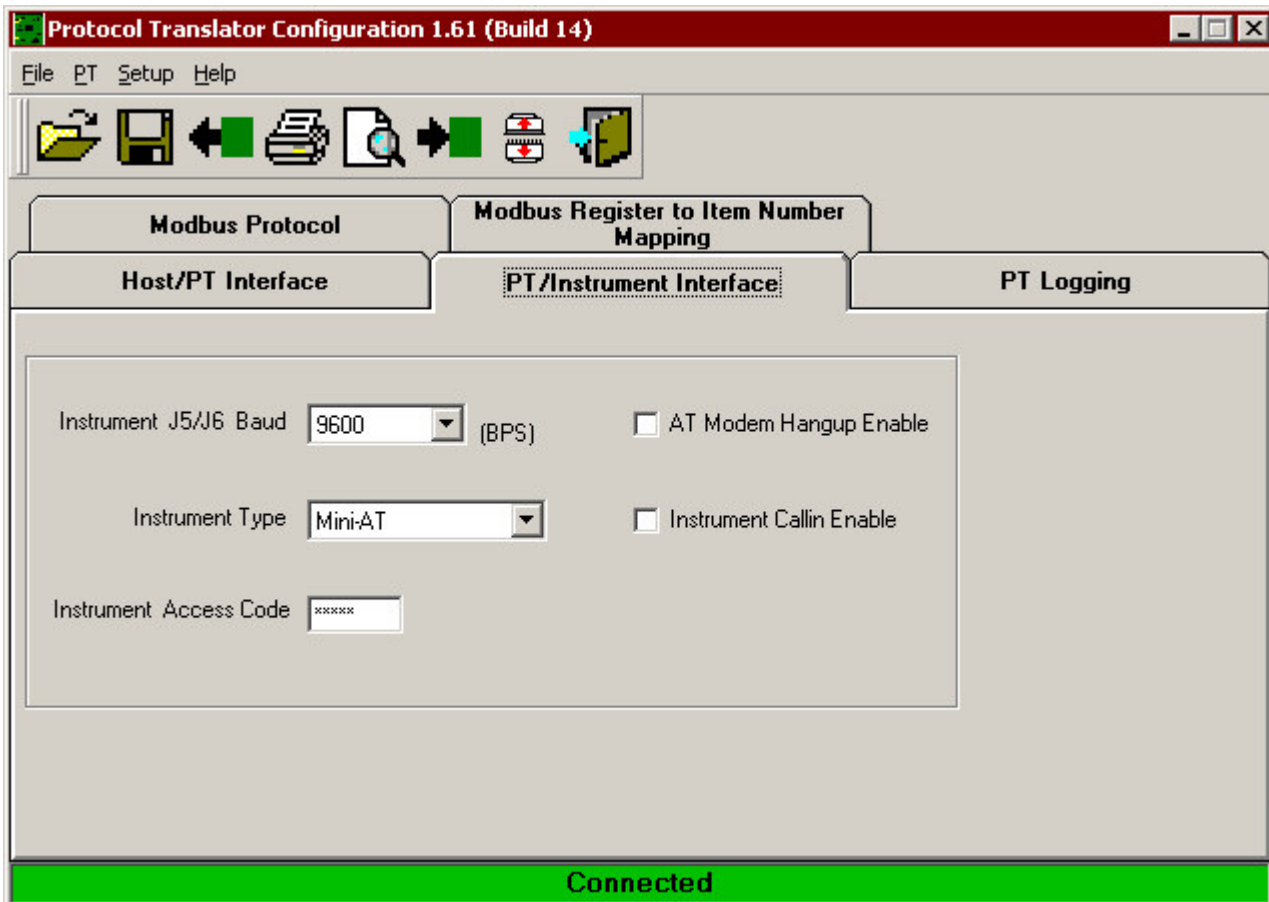 Protocol Translator Configuration 1.61 (Build 14)
File PT Setup Help
Modbus Protocol
Modbus Register to Item Number
Mapping
Host/PT Interface
PT/Instrument Interface
PT Logging
Instrument J5/J6 Baud 9600 (BPS)
AT Modem Hangup Enable
Instrument Type Mini-AT
Instrument Callin Enable
Instrument Access Code *****
Connected